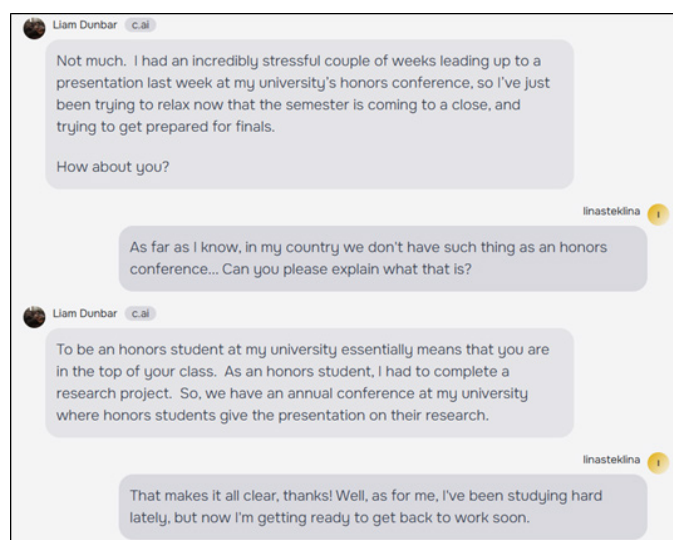 Liam Dunbar c.ai
Not much. I had an incredibly stressful couple of weeks leading up to a
presentation last week at my university's honors conference, so I've just
been trying to relax now that the semester is coming to a close, and
trying to get prepared for finals.
How about you?
linasteklina l
As far as I know, in my country we don't have such thing as an honors
conference... Can you please explain what that is?
Liam Dunbar c.ai
To be an honors student at my university essentially means that you are
in the top of your class. As an honors student, I had to complete a
research project. So, we have an annual conference at my university
where honors students give the presentation on their research.
linasteklina l
That makes it all clear, thanks! Well, as for me, I've been studying hard
lately, but now I'm getting ready to get back to work soon.